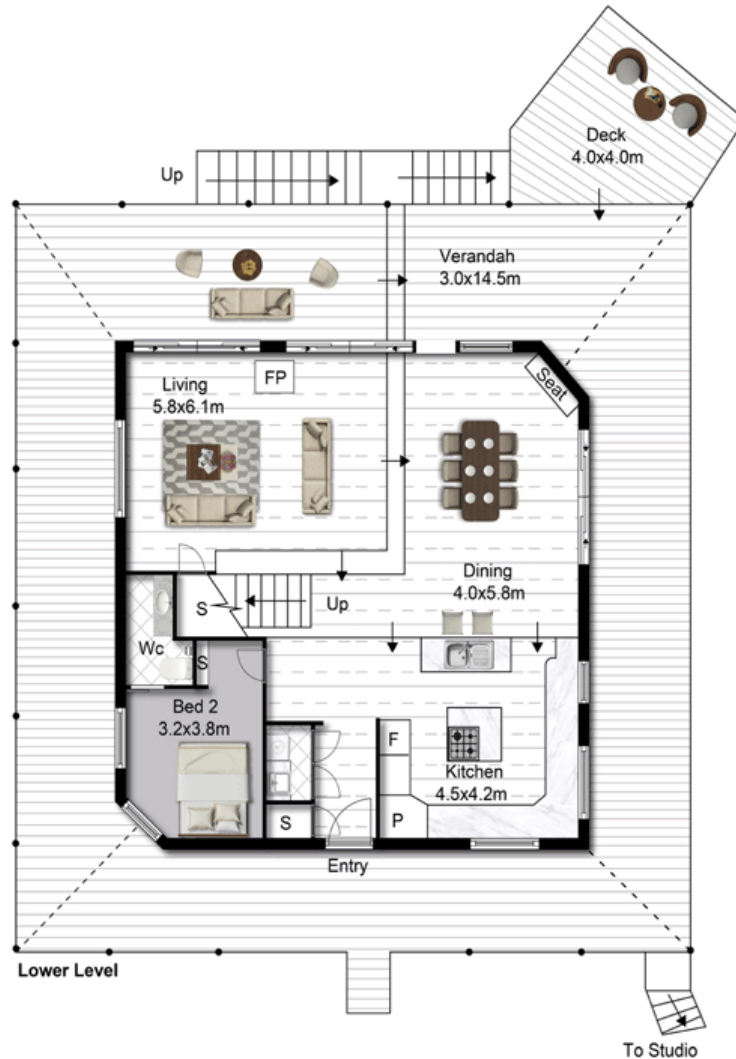 Deck
4.0x4.0m
Up
Verandah
3.0x14.5m
FP
Living
5.8x6.1m
Seat
Dining
4.0x5.8m
S
Up
Wc
S
Bed 2
3.2x3.8m
F
Kitchen
4.5x4.2m
S
P
Entry
Lower Level
To Studio